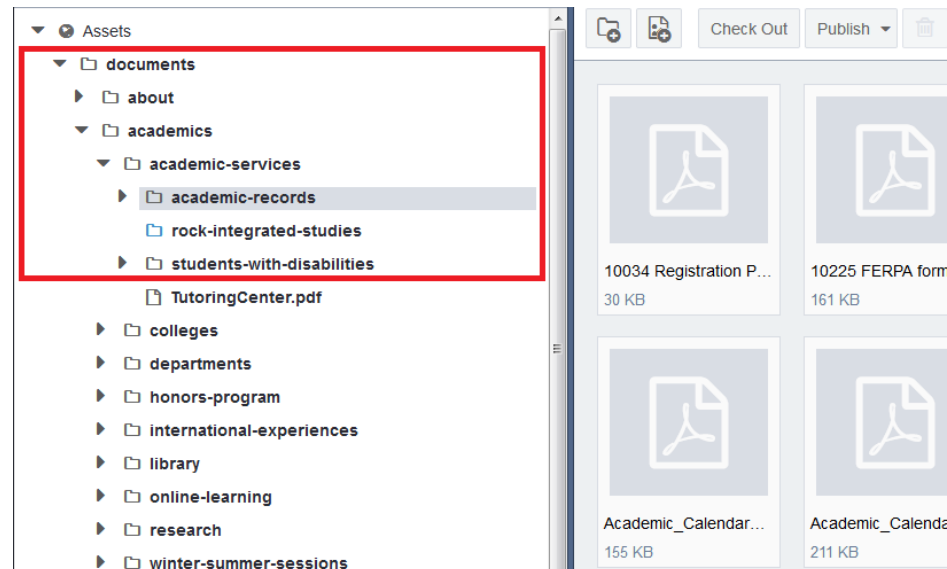 Assets
documents
about
academics
academic-services
academic-records
rock-integrated-studies
students-with-disabilities
TutoringCenter.pdf
colleges
departments
honors-program
international-experiences
library
online-learning
research
winter-summer-sessions
Check Out
Publish
10034 Registration P...
30 KB
10225 FERPA form
161 KB
Academic_Calendar...
155 KB
Academic_Calenda
211 KB